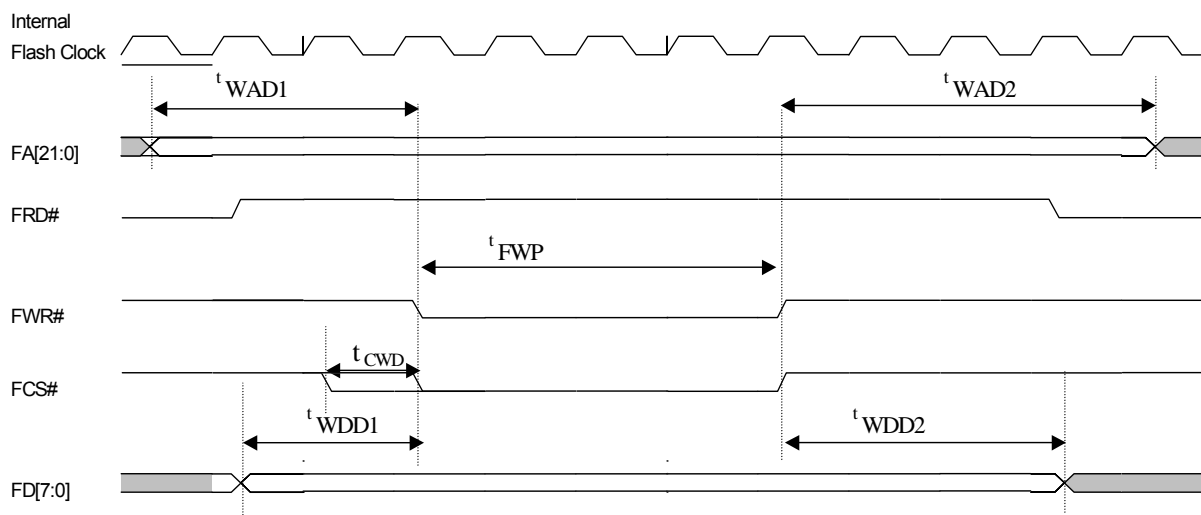 Internal
Flash Clock
tWAD1
tWAD2
FA[21:0]
FRD#
tFWP
FWR#
tCWD
FCS#
tWDD1
tWDD2
FD[7:0]